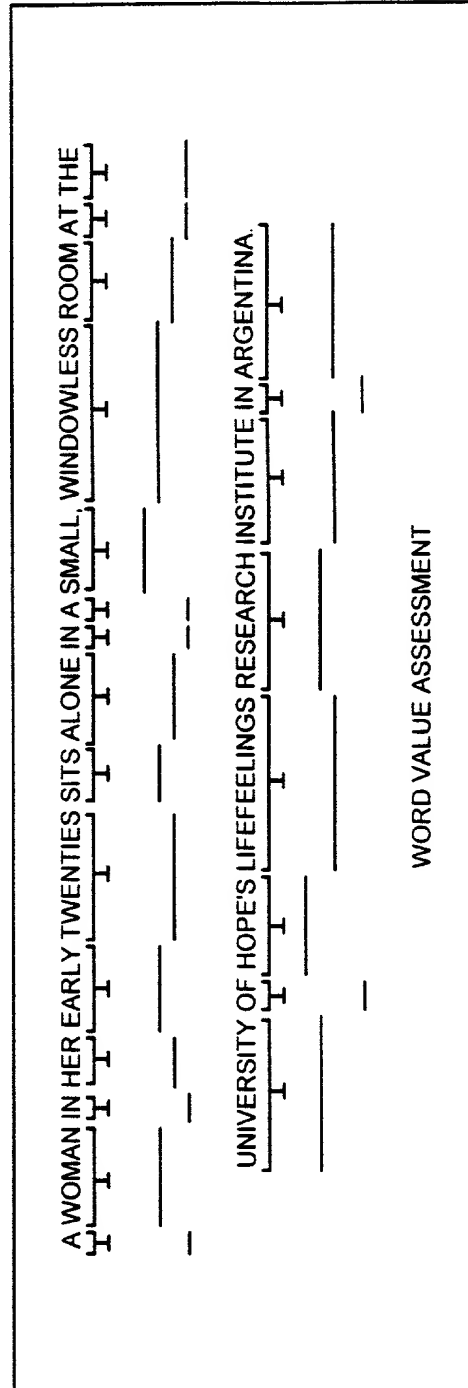 A WOMAN IN HER EARLY TWENTIES SITS ALONE IN A SMALL, WINDOWLESS ROOM AT THE
UNIVERSITY OF HOPE'S LIFEFEELINGS RESEARCH INSTITUTE IN ARGENTINA.
WORD VALUE ASSESSMENT